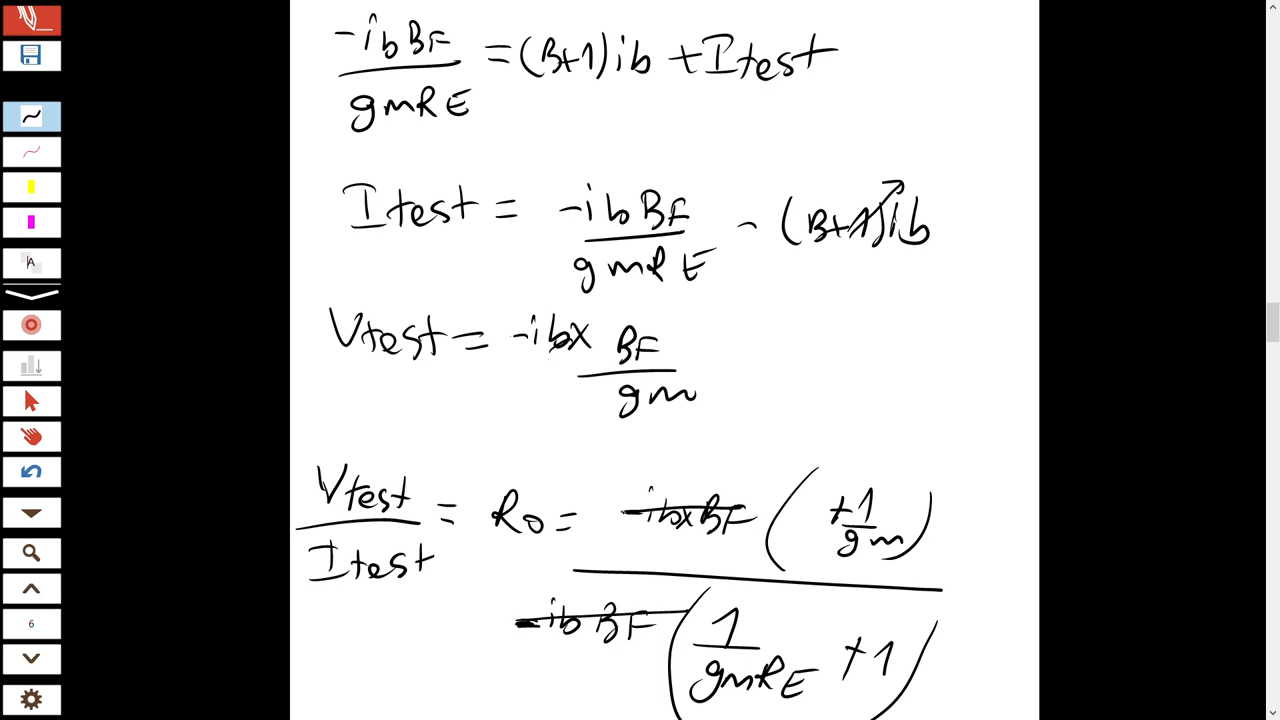 -ibBF/gmRE = (B+1)ib + Itest
Itest = -ibBF/gmRE - (B+1)ib
Vtest = -ibx BF/gm
Vtest/Itest = Ro = -ibxBF (+1/gm) / -ibBF (1/gmRE + 1)
A
6